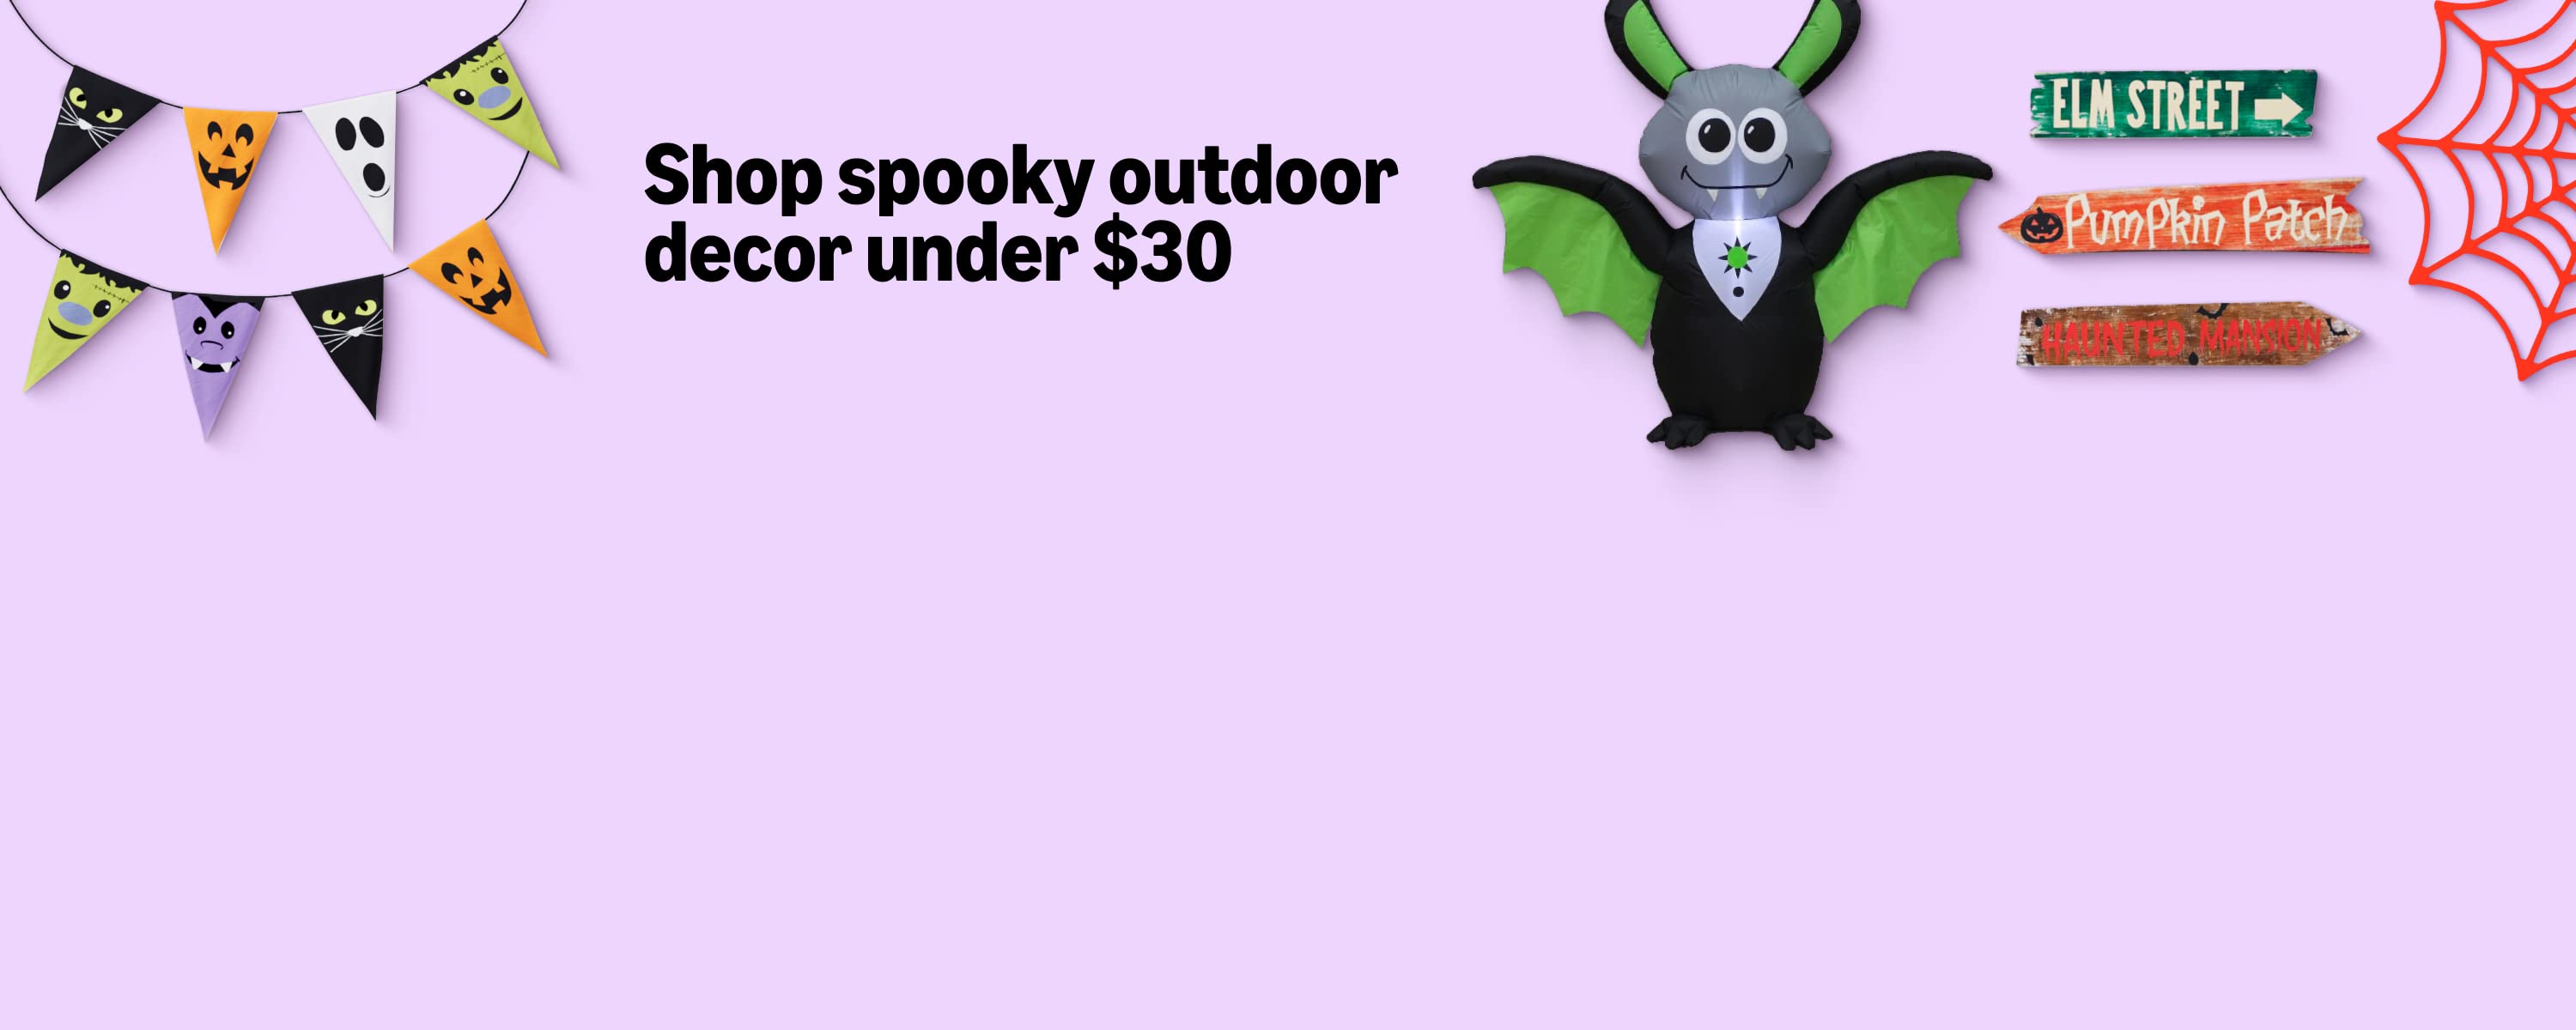 Shop spooky outdoor
decor under $30
ELM STREET
PumPkin Patch
HAUNTED MANSION